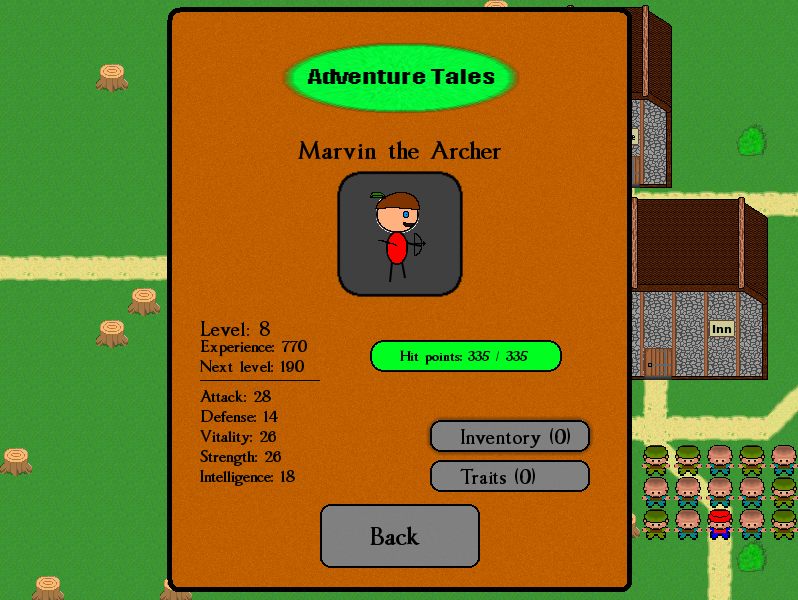 Adventure Tales
Marvin the Archer
Level: 8
Experience: 770
Next level: 190
Hit points: 335 / 335
Attack: 28
Defense: 14
Vitality: 26
Strength: 26
Intelligence: 18
Inventory (0)
Traits (0)
Back
Inn